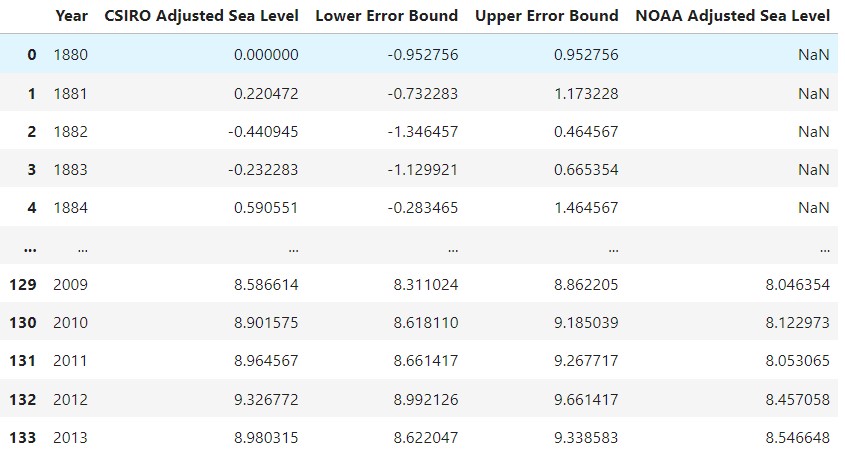 Year CSIRO Adjusted Sea Level Lower Error Bound Upper Error Bound NOAA Adjusted Sea Level
0 1880 0.000000 -0.952756 0.952756 NaN
1 1881 0.220472 -0.732283 1.173228 NaN
2 1882 -0.440945 -1.346457 0.464567 NaN
3 1883 -0.232283 -1.129921 0.665354 NaN
4 1884 0.590551 -0.283465 1.464567 NaN
... ... ... ... ... ...
129 2009 8.586614 8.311024 8.862205 8.046354
130 2010 8.901575 8.618110 9.185039 8.122973
131 2011 8.964567 8.661417 9.267717 8.053065
132 2012 9.326772 8.992126 9.661417 8.457058
133 2013 8.980315 8.622047 9.338583 8.546648